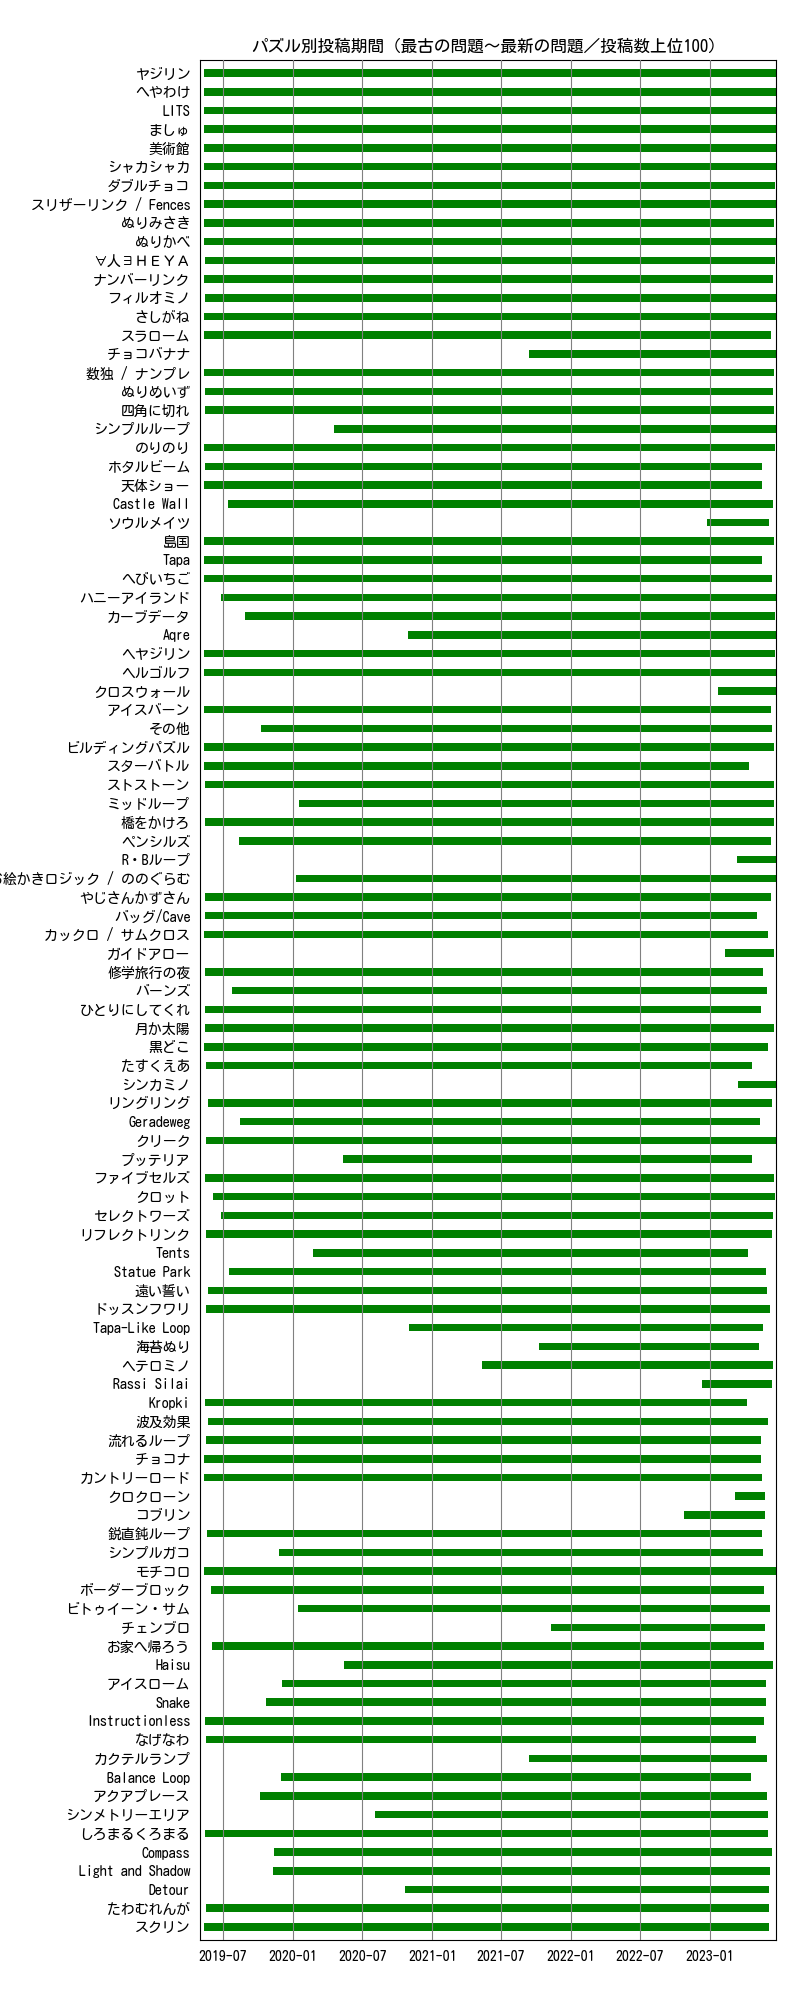 パズル別投稿期間（最古の問題～最新の問題／投稿数上位100）
ヤジリン
へやわけ
LITS
ましゅ
美術館
シャカシャカ
ダブルチョコ
スリザーリンク / Fences
ぬりみさき
ぬりかべ
∀人∃ＨＥＹＡ
ナンバーリンク
フィルオミノ
さしがね
スラローム
チョコバナナ
数独 / ナンプレ
ぬりめいず
四角に切れ
シンプルループ
のりのり
ホタルビーム
天体ショー
Castle Wall
ソウルメイツ
島国
Tapa
へびいちご
ハニーアイランド
カーブデータ
Aqre
ヘヤジリン
ヘルゴルフ
クロスウォール
アイスバーン
その他
ビルディングパズル
スターバトル
ストストーン
ミッドループ
橋をかけろ
ペンシルズ
R・Bループ
絵かきロジック / ののぐらむ
やじさんかずさん
バッグ/Cave
カックロ / サムクロス
ガイドアロー
修学旅行の夜
バーンズ
ひとりにしてくれ
月か太陽
黒どこ
たすくえあ
シンカミノ
リングリング
Geradeweg
クリーク
プッテリア
ファイブセルズ
クロット
セレクトワーズ
リフレクトリンク
Tents
Statue Park
遠い誓い
ドッスンフワリ
Tapa-Like Loop
海苔ぬり
ヘテロミノ
Rassi Silai
Kropki
波及効果
流れるループ
チョコナ
カントリーロード
クロクローン
コブリン
鋭直鈍ループ
シンプルガコ
モチコロ
ボーダーブロック
ビトゥイーン・サム
チェンブロ
お家へ帰ろう
Haisu
アイスローム
Snake
Instructionless
なげなわ
カクテルランプ
Balance Loop
アクアプレース
シンメトリーエリア
しろまるくろまる
Compass
Light and Shadow
Detour
たわむれんが
スクリン
2019-07 2020-01 2020-07 2021-01 2021-07 2022-01 2022-07 2023-01